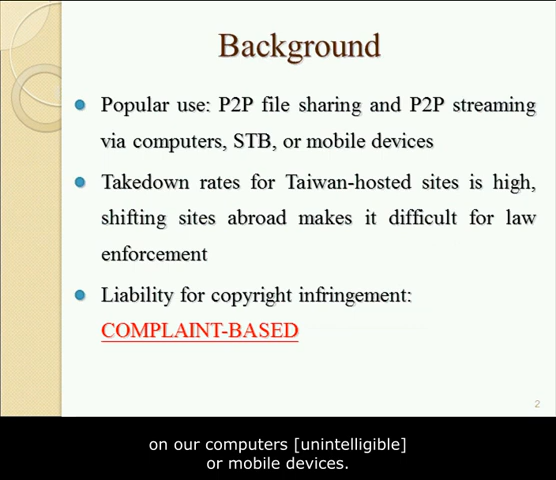 Background
Popular use: P2P file sharing and P2P streaming
via computers, STB, or mobile devices
Takedown rates for Taiwan-hosted sites is high,
shifting sites abroad makes it difficult for law
enforcement
Liability for copyright infringement:
COMPLAINT-BASED
2
on our computers [unintelligible]
or mobile devices.